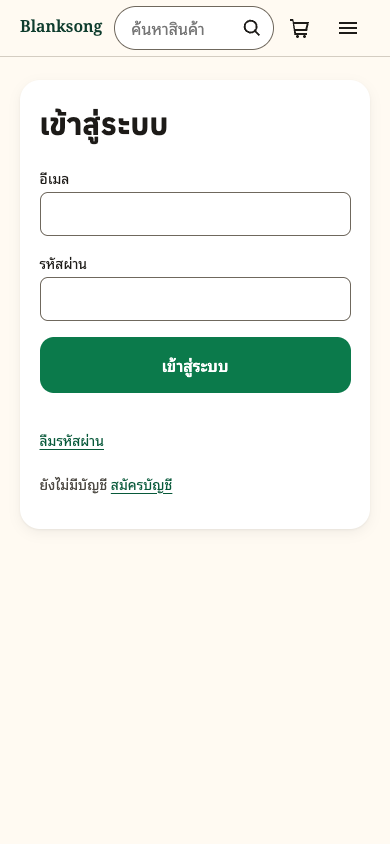 Blanksong
ค้นหาสินค้า
เข้าสู่ระบบ
อีเมล
รหัสผ่าน
เข้าสู่ระบบ
ลืมรหัสผ่าน
ยังไม่มีบัญชี สมัครบัญชี